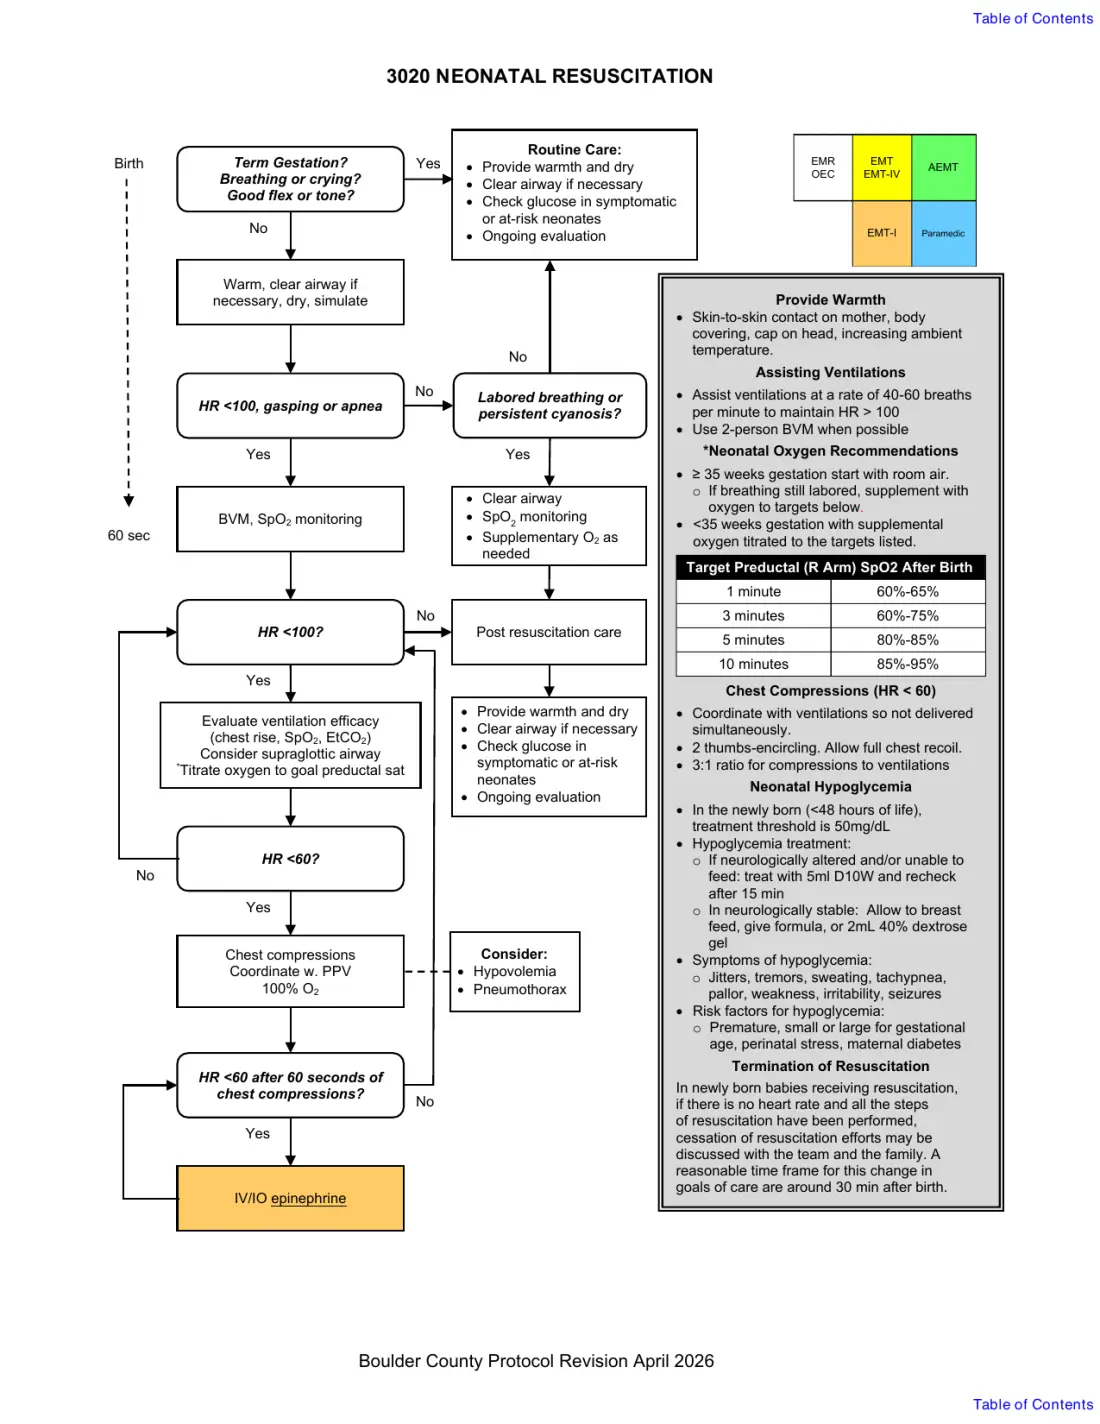 Table of Contents
3020 NEONATAL RESUSCITATION
Birth
60 sec
Term Gestation?
Breathing or crying?
Good flex or tone?
Yes
No
Routine Care:
• Provide warmth and dry
• Clear airway if necessary
• Check glucose in symptomatic
or at-risk neonates
• Ongoing evaluation
EMR
OEC
EMT
EMT-IV
AEMT
EMT-I
Paramedic
Warm, clear airway if
necessary, dry, simulate
HR <100, gasping or apnea
No
Yes
Labored breathing or
persistent cyanosis?
No
Yes
BVM, SpO2 monitoring
• Clear airway
• SpO2 monitoring
• Supplementary O2 as
needed
HR <100?
No
Yes
Post resuscitation care
Evaluate ventilation efficacy
(chest rise, SpO2, EtCO2)
Consider supraglottic airway
*Titrate oxygen to goal preductal sat
• Provide warmth and dry
• Clear airway if necessary
• Check glucose in
symptomatic or at-risk
neonates
• Ongoing evaluation
HR <60?
No
Yes
Chest compressions
Coordinate w. PPV
100% O2
Consider:
• Hypovolemia
• Pneumothorax
HR <60 after 60 seconds of
chest compressions?
No
Yes
IV/IO epinephrine
Provide Warmth
• Skin-to-skin contact on mother, body
covering, cap on head, increasing ambient
temperature.
Assisting Ventilations
• Assist ventilations at a rate of 40-60 breaths
per minute to maintain HR > 100
• Use 2-person BVM when possible
*Neonatal Oxygen Recommendations
• ≥ 35 weeks gestation start with room air.
o If breathing still labored, supplement with
oxygen to targets below.
• <35 weeks gestation with supplemental
oxygen titrated to the targets listed.
Target Preductal (R Arm) SpO2 After Birth
1 minute 60%-65%
3 minutes 60%-75%
5 minutes 80%-85%
10 minutes 85%-95%
Chest Compressions (HR < 60)
• Coordinate with ventilations so not delivered
simultaneously.
• 2 thumbs-encircling. Allow full chest recoil.
• 3:1 ratio for compressions to ventilations
Neonatal Hypoglycemia
• In the newly born (<48 hours of life),
treatment threshold is 50mg/dL
• Hypoglycemia treatment:
o If neurologically altered and/or unable to
feed: treat with 5ml D10W and recheck
after 15 min
o In neurologically stable: Allow to breast
feed, give formula, or 2mL 40% dextrose
gel
• Symptoms of hypoglycemia:
o Jitters, tremors, sweating, tachypnea,
pallor, weakness, irritability, seizures
• Risk factors for hypoglycemia:
o Premature, small or large for gestational
age, perinatal stress, maternal diabetes
Termination of Resuscitation
In newly born babies receiving resuscitation,
if there is no heart rate and all the steps
of resuscitation have been performed,
cessation of resuscitation efforts may be
discussed with the team and the family. A
reasonable time frame for this change in
goals of care are around 30 min after birth.
Boulder County Protocol Revision April 2026
Table of Contents